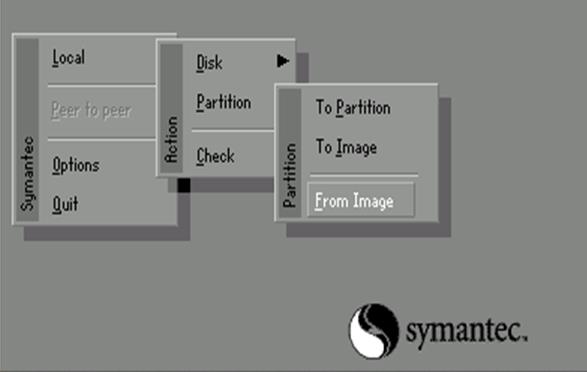 Symantec
Local
Peer to peer
Options
Quit
Action
Disk
Partition
Check
Partition
To Partition
To Image
From Image
symantec.